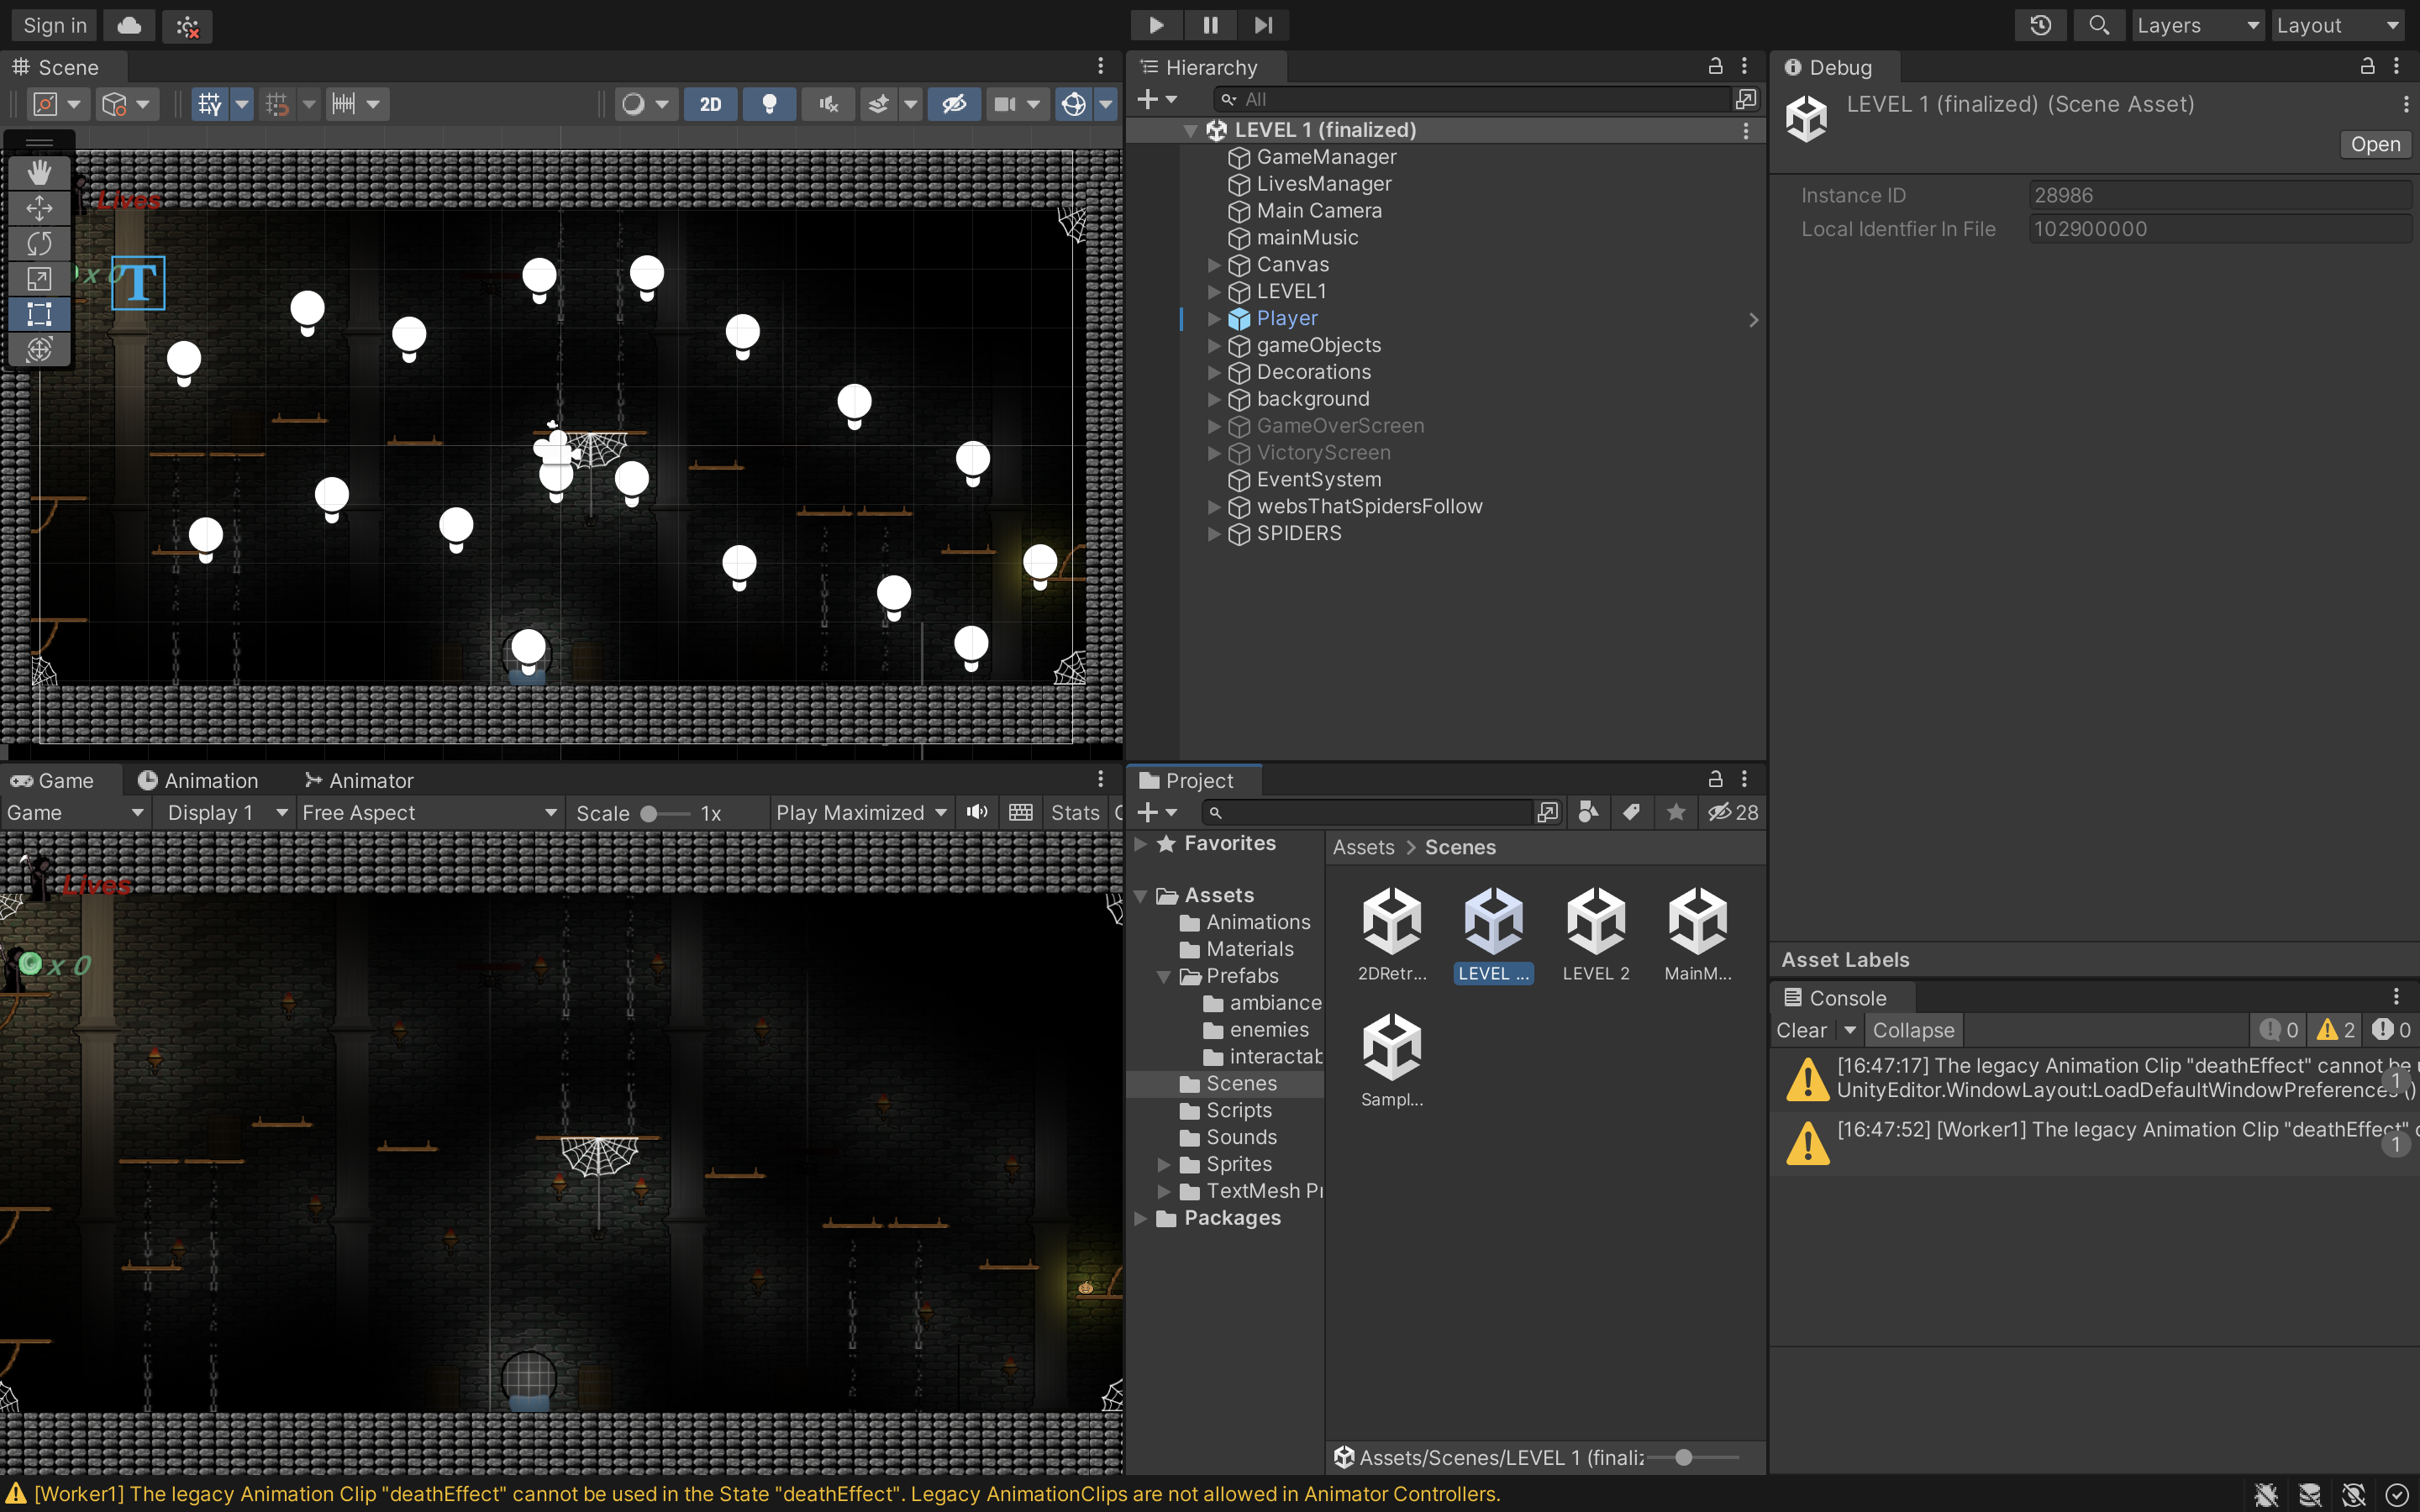 Sign in
Layers
Layout
Scene
2D
Lives
x 0
T
Hierarchy
All
LEVEL 1 (finalized)
GameManager
LivesManager
Main Camera
mainMusic
Canvas
LEVEL1
Player
gameObjects
Decorations
background
GameOverScreen
VictoryScreen
EventSystem
websThatSpidersFollow
SPIDERS
Debug
LEVEL 1 (finalized) (Scene Asset)
Open
Instance ID 28986
Local Identfier In File 102900000
Asset Labels
Game
Animation
Animator
Game
Display 1
Free Aspect
Scale
1x
Play Maximized
Stats
Lives
x 0
Project
28
Favorites
Assets
Animations
Materials
Prefabs
ambiance
enemies
interactab
Scenes
Scripts
Sounds
Sprites
TextMesh Pr
Packages
Assets > Scenes
2DRetr...
LEVEL ...
LEVEL 2
MainM...
Sampl...
Assets/Scenes/LEVEL 1 (finali
Console
Clear
Collapse
0
2
0
[16:47:17] The legacy Animation Clip "deathEffect" cannot be
UnityEditor.WindowLayout:LoadDefaultWindowPreferences ()
1
[16:47:52] [Worker1] The legacy Animation Clip "deathEffect"
1
[Worker1] The legacy Animation Clip "deathEffect" cannot be used in the State "deathEffect". Legacy AnimationClips are not allowed in Animator Controllers.